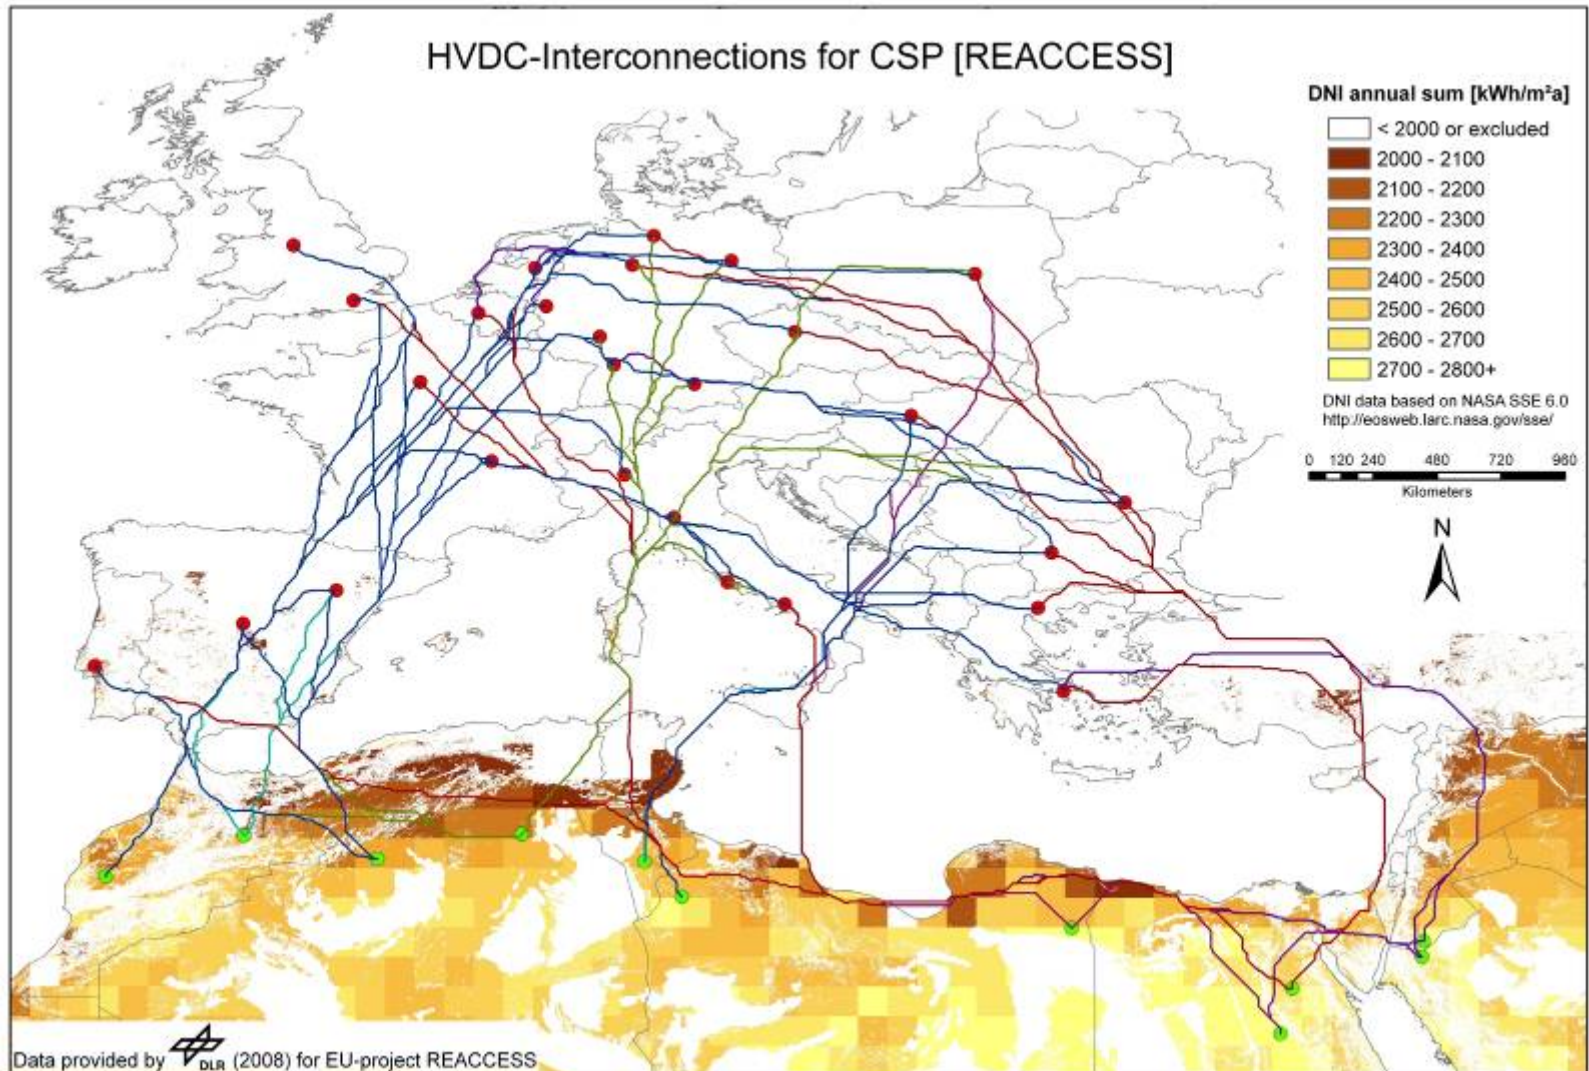 HVDC-Interconnections for CSP [REACCESS]
DNI annual sum [kWh/m²a]
< 2000 or excluded
2000 - 2100
2100 - 2200
2200 - 2300
2300 - 2400
2400 - 2500
2500 - 2600
2600 - 2700
2700 - 2800+
DNI data based on NASA SSE 6.0
http://eosweb.larc.nasa.gov/sse/
0 120 240 480 720 960
Kilometers
N
Data provided by DLR (2008) for EU-project REACCESS